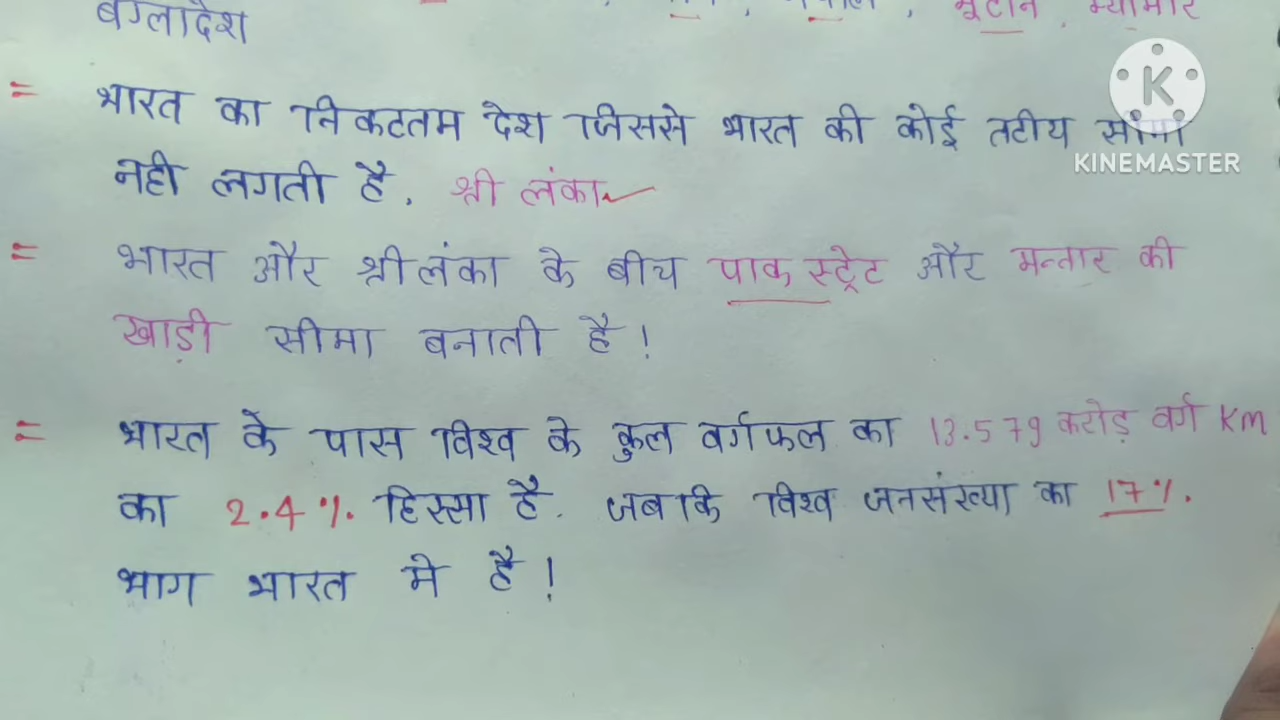 भूटान, म्यामार
बंग्लादेश
= भारत का निकटतम देश जिससे भारत की कोई तटीय सीमा
नही लगती है. श्री लंका
= भारत और श्रीलंका के बीच पाक स्ट्रेट और मन्नार की
खाड़ी सीमा बनाती है!
= भारत के पास विश्व के कुल वर्गफल का 13.579 करोड़ वर्ग KM
का 2.4%. हिस्सा है. जबकि विश्व जनसंख्या का 17%.
भाग भारत मे है!
K
KINEMASTER